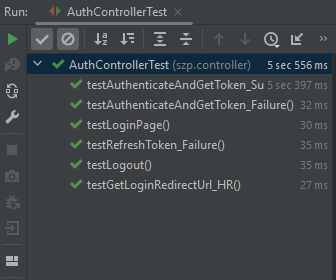 Run: AuthControllerTest
AuthControllerTest (szp.controller) 5 sec 556 ms
testAuthenticateAndGetToken_Su 5 sec 397 ms
testAuthenticateAndGetToken_Failure() 32 ms
testLoginPage() 30 ms
testRefreshToken_Failure() 35 ms
testLogout() 35 ms
testGetLoginRedirectUrl_HR() 27 ms